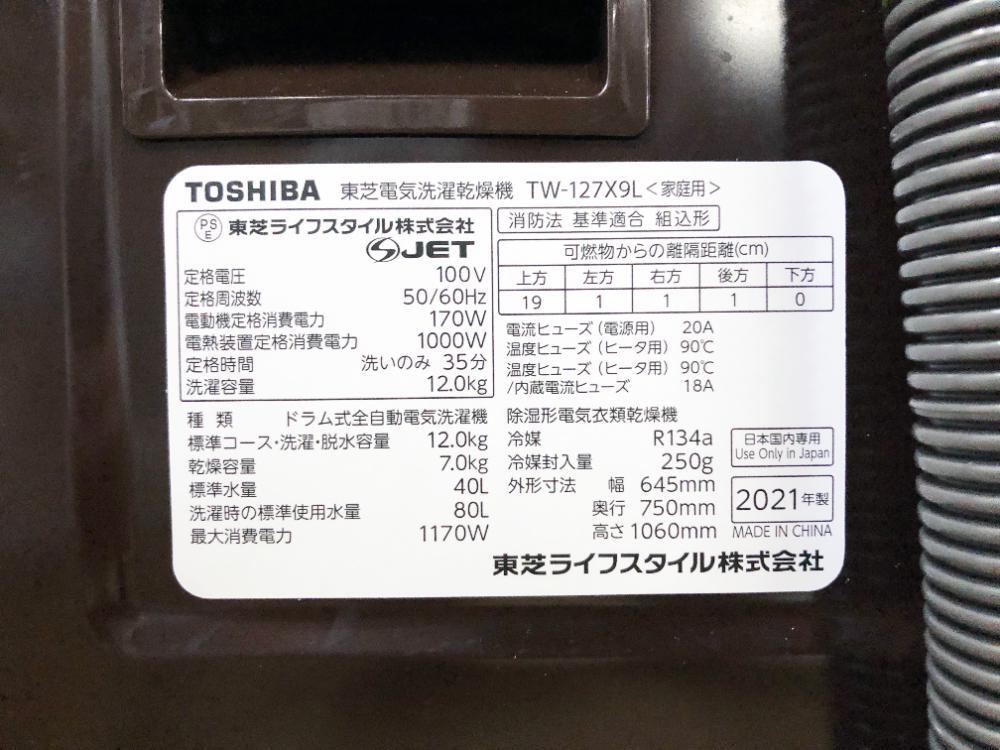 TOSHIBA 東芝電気洗濯乾燥機 TW-127X9L<家庭用>
PS
E
東芝ライフスタイル株式会社
SJET
定格電圧 100V
定格周波数 50/60Hz
電動機定格消費電力 170W
電熱装置定格消費電力 1000W
定格時間 洗いのみ 35分
洗濯容量 12.0kg
消防法 基準適合 組込形
可燃物からの離隔距離(cm)
上方 左方 右方 後方 下方
19 1 1 1 0
電流ヒューズ(電源用) 20A
温度ヒューズ(ヒータ用) 90℃
温度ヒューズ(ヒータ用) 90℃
/内蔵電流ヒューズ 18A
種類 ドラム式全自動電気洗濯機
標準コース・洗濯・脱水容量 12.0kg
乾燥容量 7.0kg
標準水量 40L
洗濯時の標準使用水量 80L
最大消費電力 1170W
除湿形電気衣類乾燥機
冷媒 R134a
冷媒封入量 250g
外形寸法 幅 645mm
奥行 750mm
高さ 1060mm
日本国内専用
Use Only in Japan
2021年製
MADE IN CHINA
東芝ライフスタイル株式会社